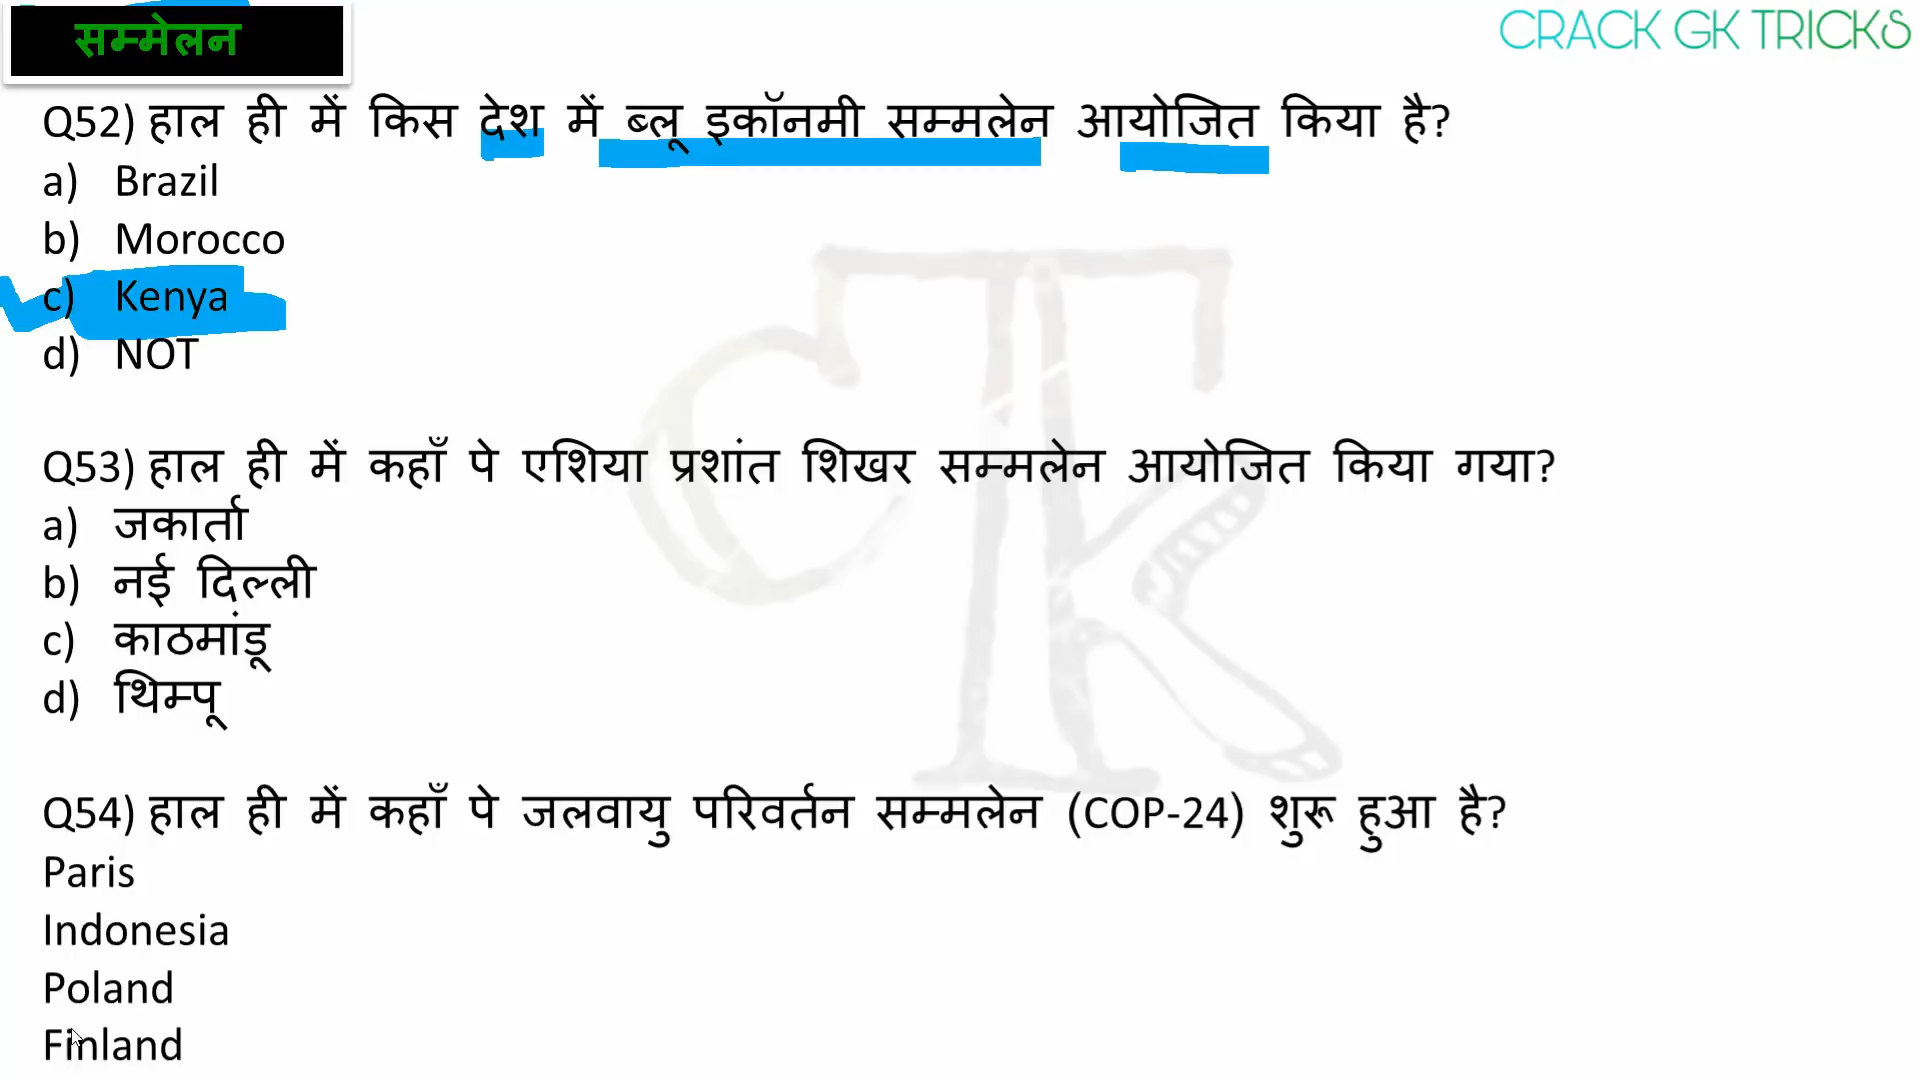 सम्मेलन
CRACK GK TRICKS
Q52) हाल ही में किस देश में ब्लू इकॉनमी सम्मलेन आयोजित किया है?
a) Brazil
b) Morocco
c) Kenya
d) NOT
Q53) हाल ही में कहाँ पे एशिया प्रशांत शिखर सम्मलेन आयोजित किया गया?
a) जकार्ता
b) नई दिल्ली
c) काठमांडू
d) थिम्पू
Q54) हाल ही में कहाँ पे जलवायु परिवर्तन सम्मलेन (COP-24) शुरू हुआ है?
Paris
Indonesia
Poland
Finland
CTK